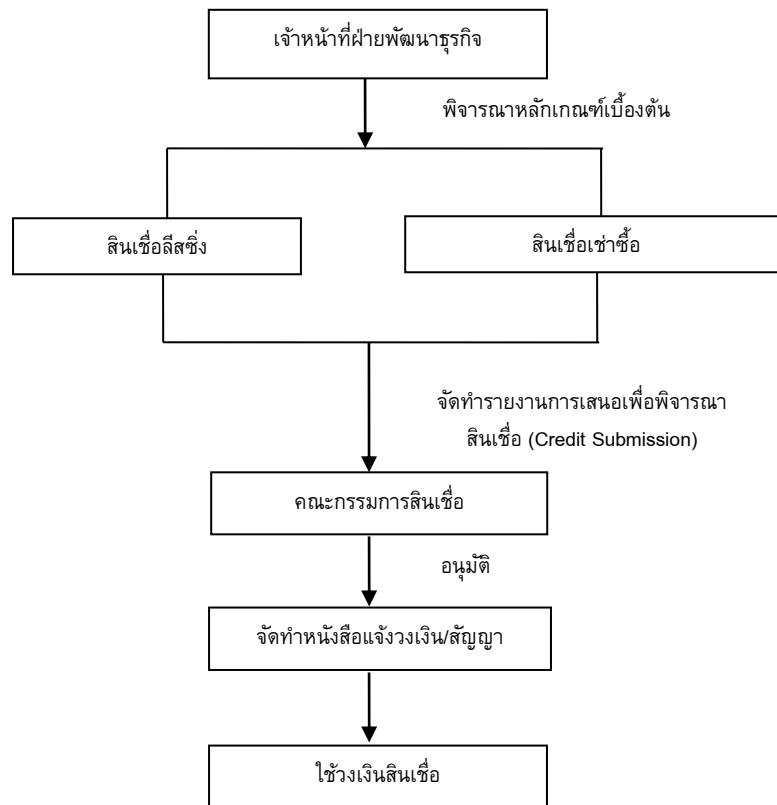 เจ้าหน้าที่ฝ่ายพัฒนาธุรกิจ
พิจารณาหลักเกณฑ์เบื้องต้น
สินเชื่อลีสซิ่ง
สินเชื่อเช่าซื้อ
จัดทำรายงานการเสนอเพื่อพิจารณา
สินเชื่อ (Credit Submission)
คณะกรรมการสินเชื่อ
อนุมัติ
จัดทำหนังสือแจ้งวงเงิน/สัญญา
ใช้วงเงินสินเชื่อ